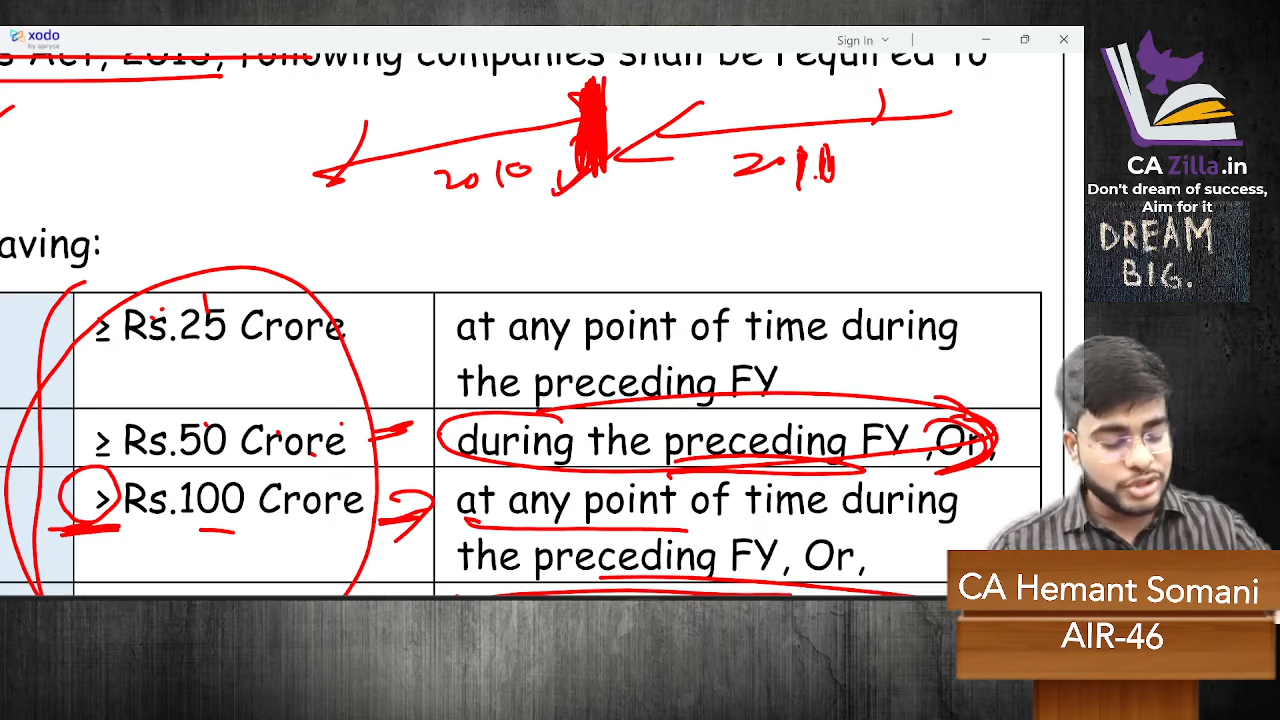 xodo
by apryse
Sign In
s Act, 2013, following companies shall be required to
2010
aving:
≥ Rs.25 Crore
at any point of time during
the preceding FY
≥ Rs.50 Crore
during the preceding FY ,Or,
> Rs.100 Crore
at any point of time during
the preceding FY, Or,
CA Zilla.in
Don't dream of success,
Aim for it
DREAM
BIG.
CA Hemant Somani
AIR-46